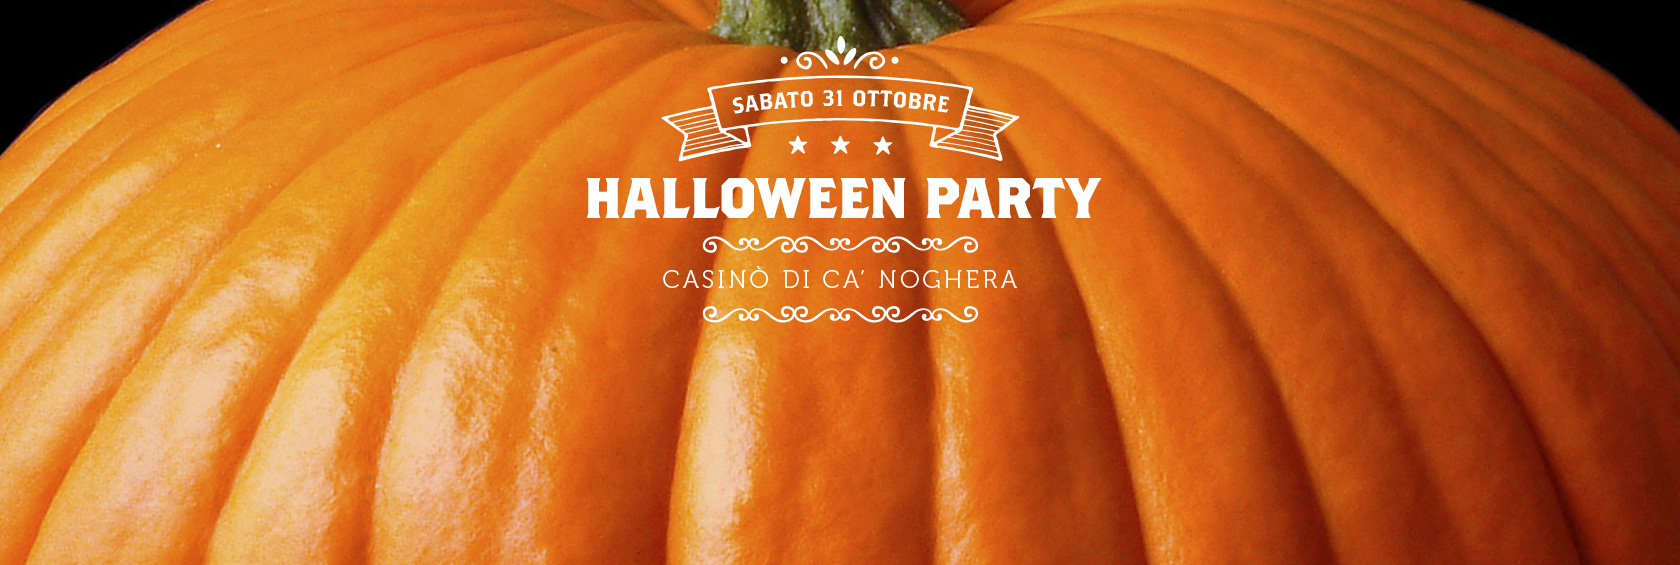 SABATO 31 OTTOBRE
HALLOWEEN PARTY
CASINÒ DI CA’ NOGHERA